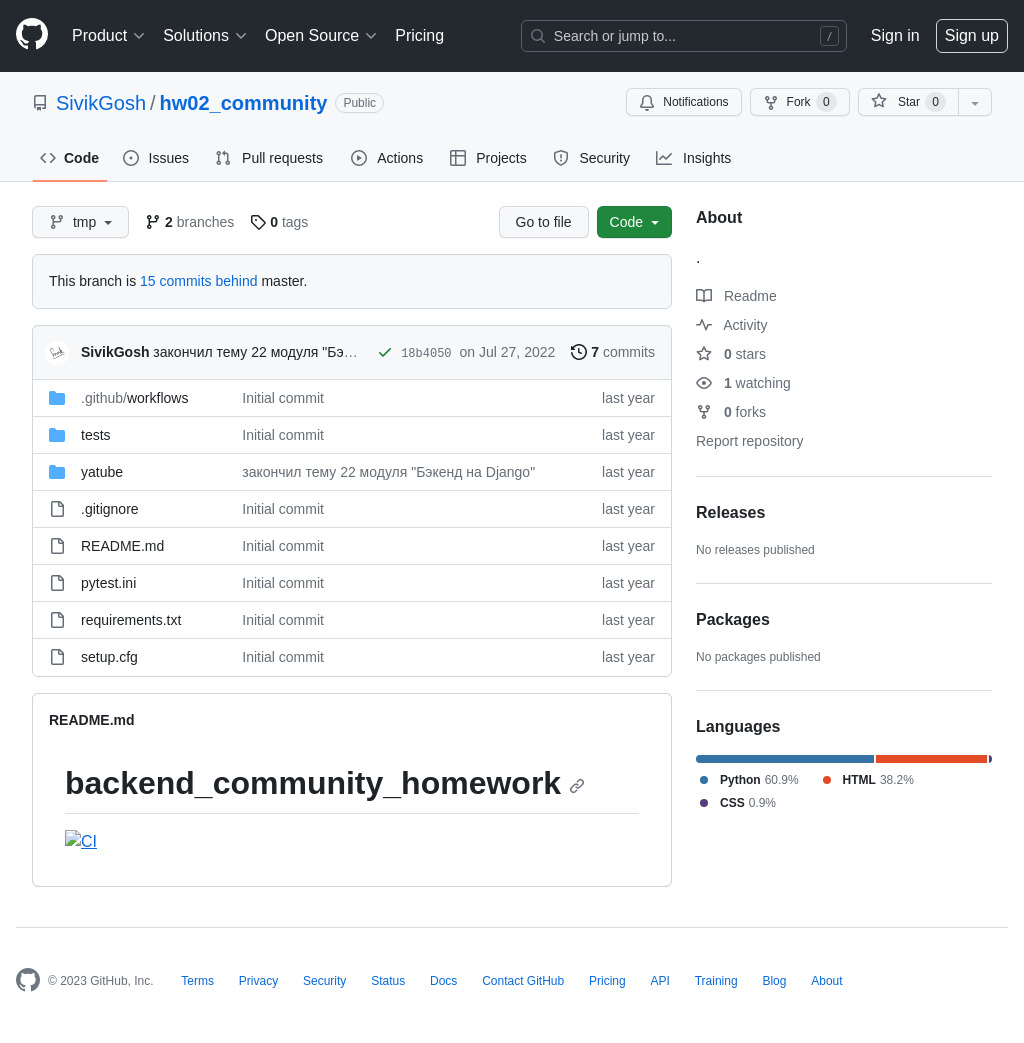 Product Solutions Open Source Pricing Search or jump to... / Sign in Sign up
SivikGosh / hw02_community Public Notifications Fork 0 Star 0
Code Issues Pull requests Actions Projects Security Insights
tmp 2 branches 0 tags Go to file Code
This branch is 15 commits behind master.
SivikGosh закончил тему 22 модуля "Бэ… 18b4050 on Jul 27, 2022 7 commits
.github/workflows Initial commit last year
tests Initial commit last year
yatube закончил тему 22 модуля "Бэкенд на Django" last year
.gitignore Initial commit last year
README.md Initial commit last year
pytest.ini Initial commit last year
requirements.txt Initial commit last year
setup.cfg Initial commit last year
README.md
backend_community_homework
CI
About
.
Readme
Activity
0 stars
1 watching
0 forks
Report repository
Releases
No releases published
Packages
No packages published
Languages
Python 60.9% HTML 38.2%
CSS 0.9%
© 2023 GitHub, Inc. Terms Privacy Security Status Docs Contact GitHub Pricing API Training Blog About